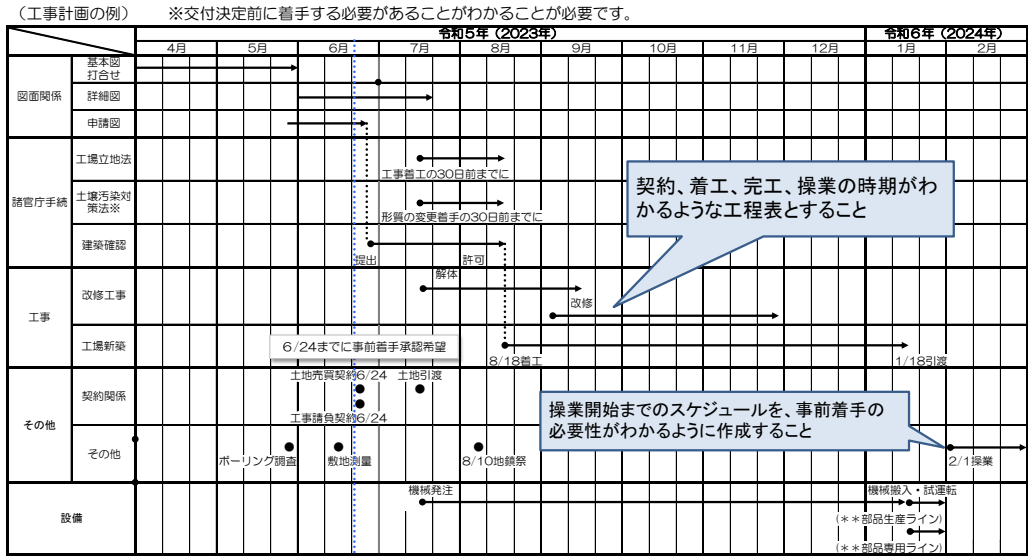 （工事計画の例）　※交付決定前に着手する必要があることがわかることが必要です。
令和５年（2023年）　令和６年（2024年）
4月　5月　6月　7月　8月　9月　10月　11月　12月　1月　2月
図面関係
基本図
打合せ
詳細図
申請図
諸官庁手続
工場立地法
工事着工の30日前までに
土壌汚染対
策法※
形質の変更着手の30日前までに
建築確認
提出　許可
契約、着工、完工、操業の時期がわ
かるような工程表とすること
工事
改修工事
解体
改修
工場新築
６/24までに事前着手承認希望
8/18着工
1/18引渡
その他
契約関係
土地売買契約6/24　土地引渡
工事請負契約6/24
操業開始までのスケジュールを、事前着手の
必要性がわかるように作成すること
その他
ボーリング調査　敷地測量　8/10地鎮祭　2/1操業
設備
機械発注
機械搬入・試運転
(＊＊部品生産ライン)
(＊＊部品専用ライン)